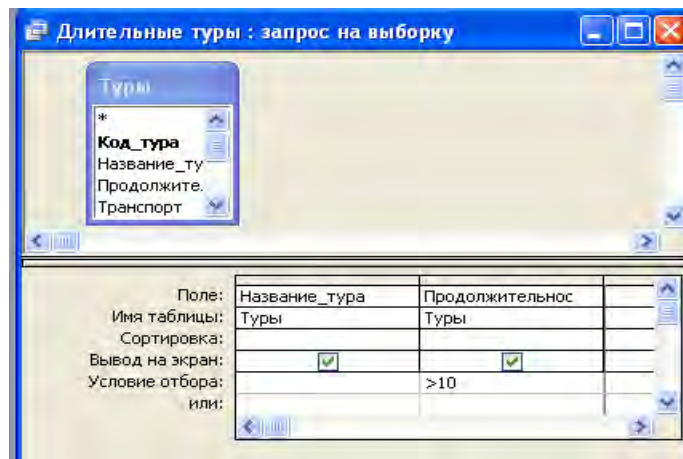 Длительные туры : запрос на выборку
Туры
*
Код_тура
Название_ту
Продолжите.
Транспорт
Поле: Название_тура Продолжительнос
Имя таблицы: Туры Туры
Сортировка:
Вывод на экран:
Условие отбора: >10
или: